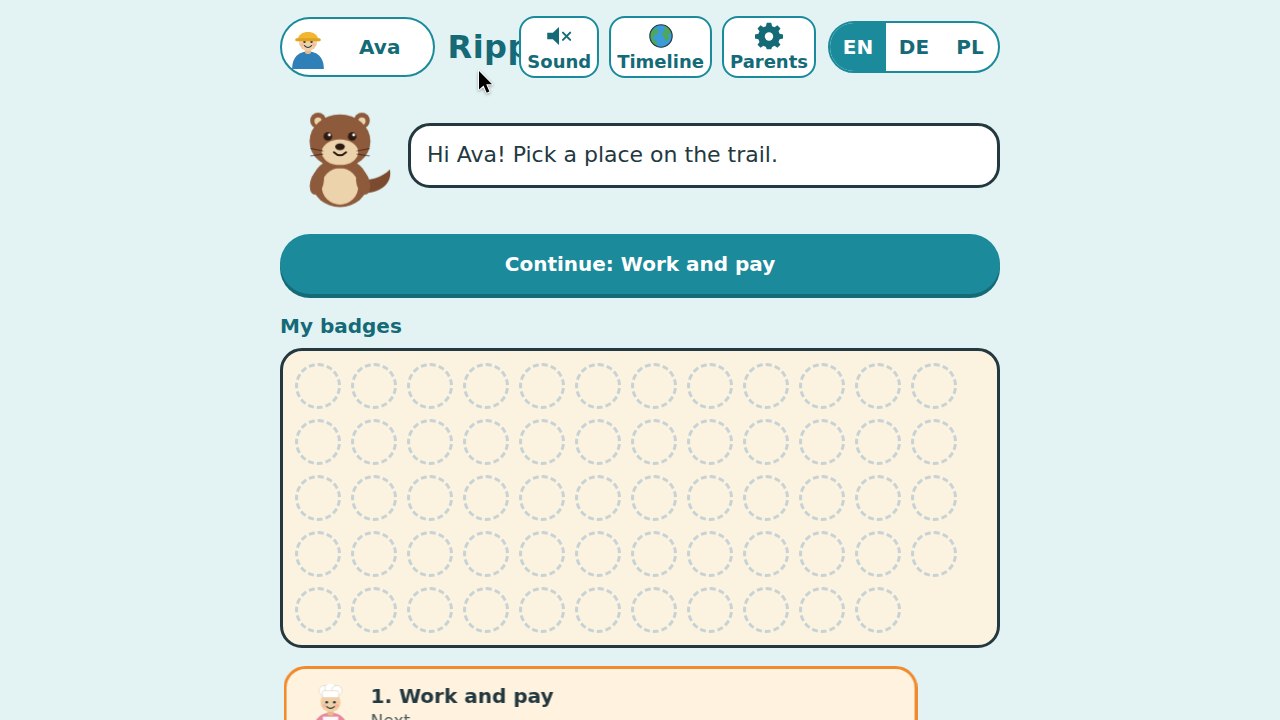 Ava
Sound
Timeline
Parents
EN
DE
PL
Hi Ava! Pick a place on the trail.
Continue: Work and pay
My badges
1. Work and pay
Next